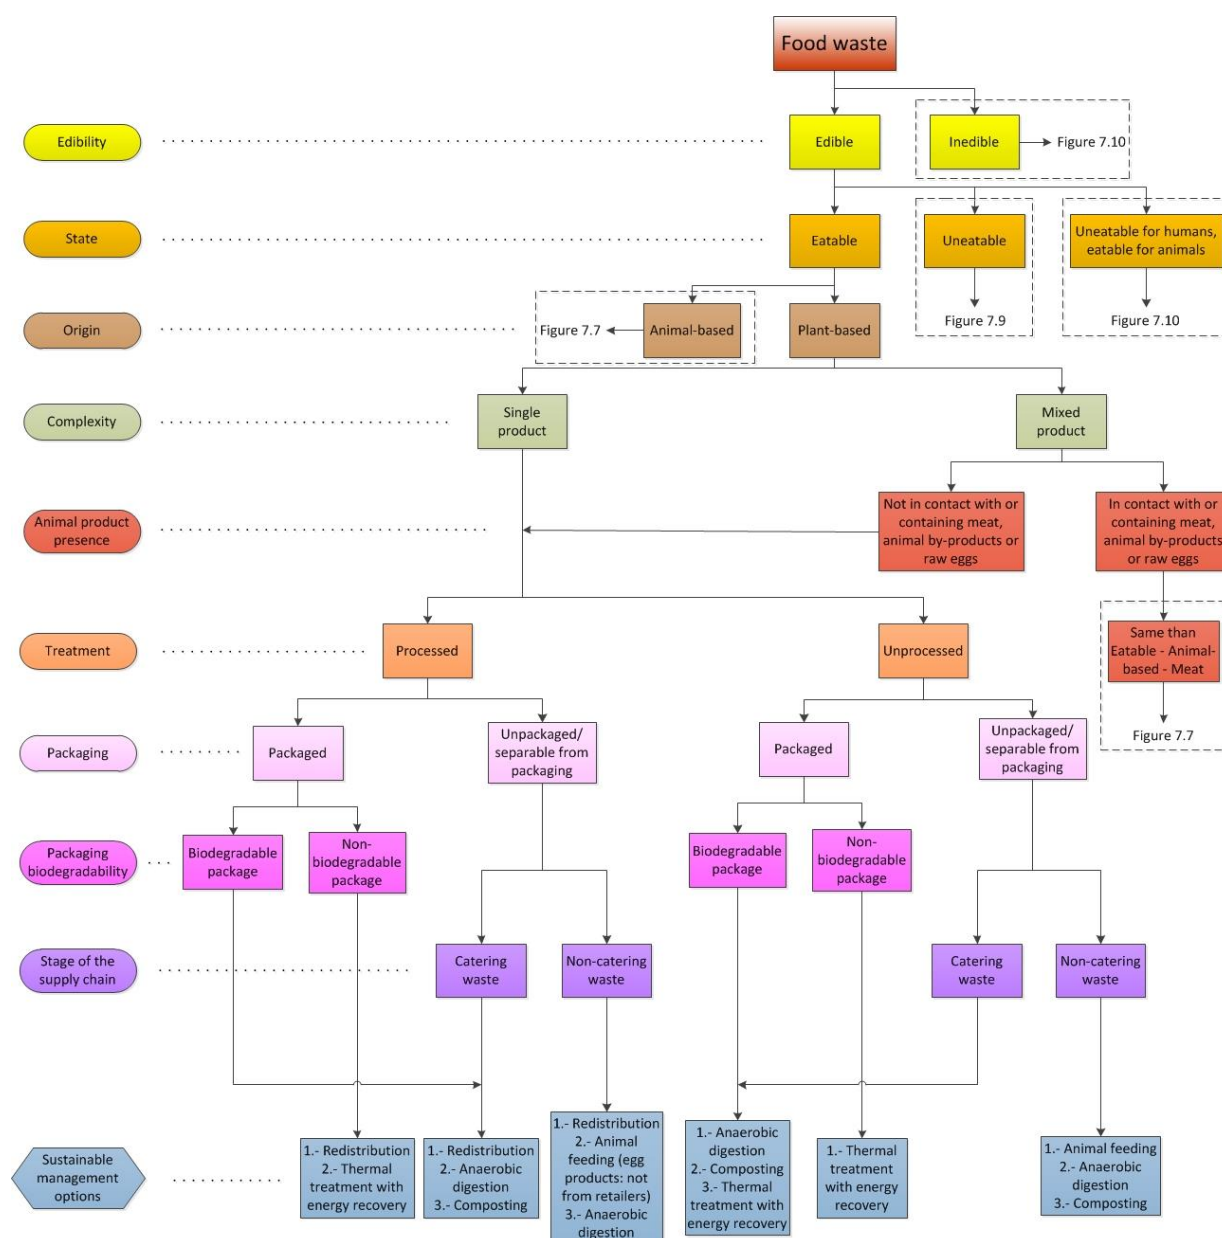 Food waste
Edibility
Edible
Inedible
Figure 7.10
State
Eatable
Uneatable
Uneatable for humans,
eatable for animals
Figure 7.9
Figure 7.10
Origin
Figure 7.7
Animal-based
Plant-based
Complexity
Single
product
Mixed
product
Animal product
presence
Not in contact with or
containing meat,
animal by-products or
raw eggs
In contact with or
containing meat,
animal by-products
or raw eggs
Treatment
Processed
Unprocessed
Same than
Eatable - Animal-
based - Meat
Figure 7.7
Packaging
Packaged
Unpackaged/
separable from
packaging
Packaged
Unpackaged/
separable from
packaging
Packaging
biodegradability
Biodegradable
package
Non-
biodegradable
package
Biodegradable
package
Non-
biodegradable
package
Stage of the
supply chain
Catering
waste
Non-catering
waste
Catering
waste
Non-catering
waste
Sustainable
management
options
1.- Redistribution
2.- Thermal
treatment with
energy recovery
1.- Redistribution
2.- Anaerobic
digestion
3.- Composting
1.- Redistribution
2.- Animal
feeding (egg
products: not
from retailers)
3.- Anaerobic
digestion
1.- Anaerobic
digestion
2.- Composting
3.- Thermal
treatment with
energy recovery
1.- Thermal
treatment
with energy
recovery
1.- Animal feeding
2.- Anaerobic
digestion
3.- Composting